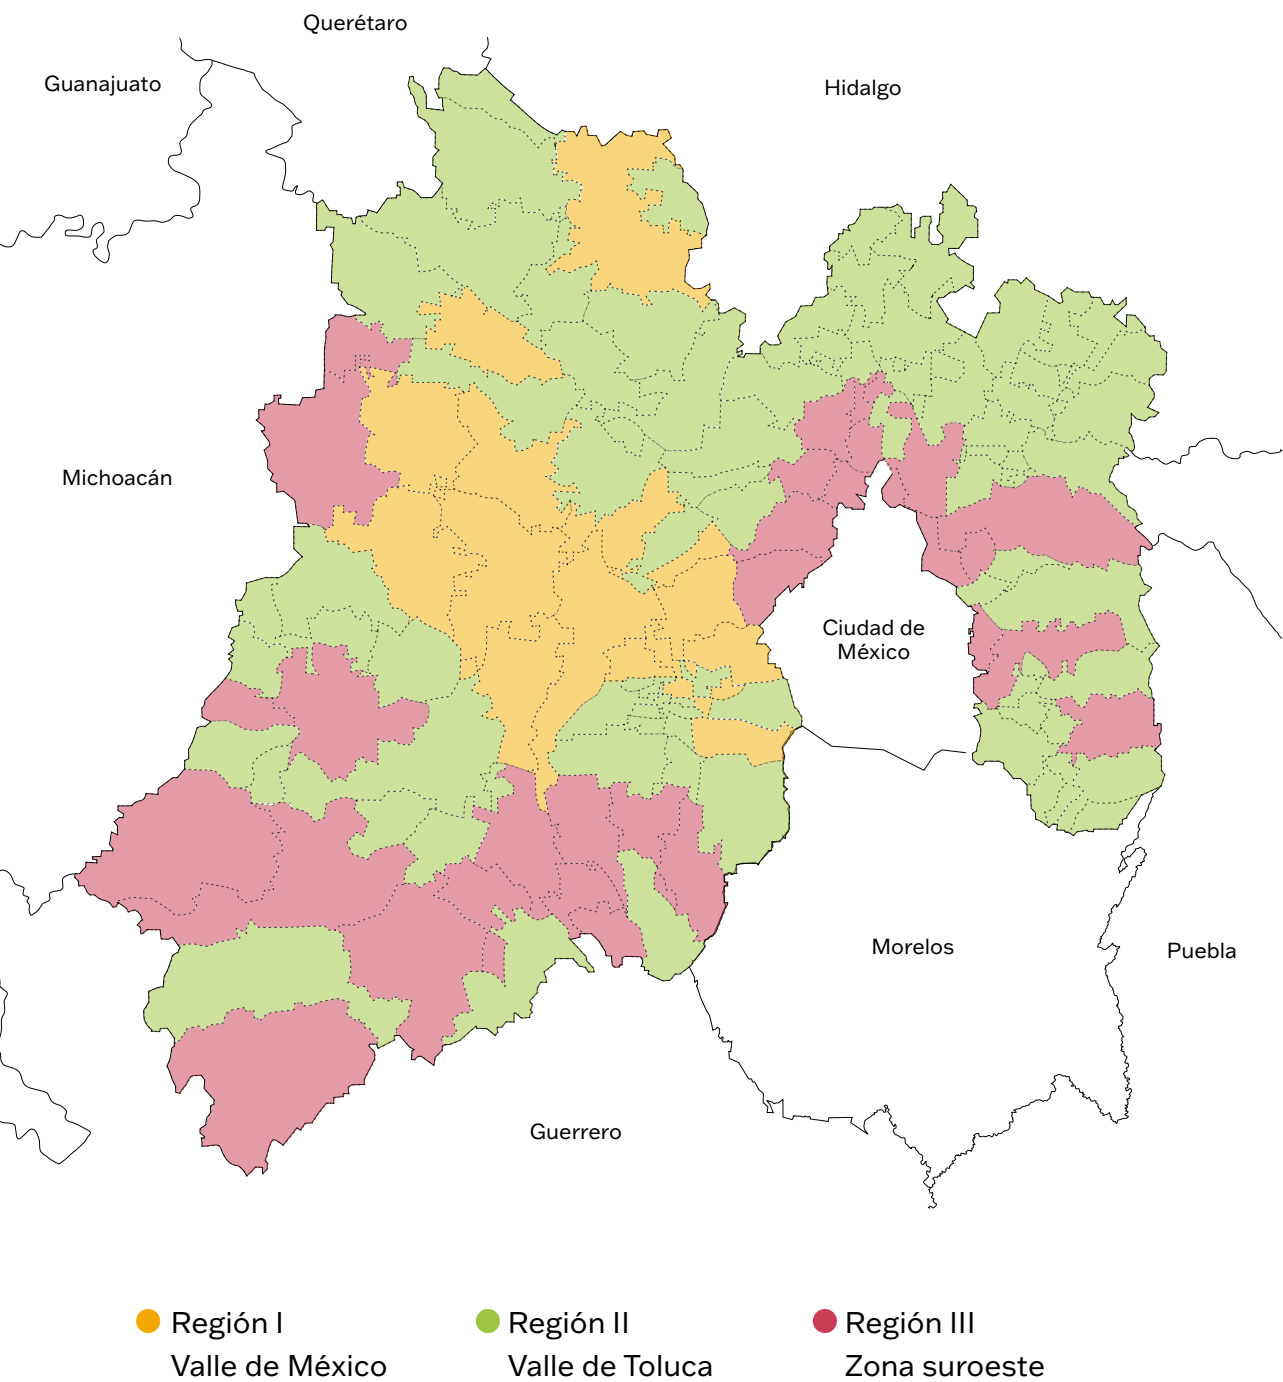 Querétaro
Guanajuato
Hidalgo
Michoacán
Ciudad de
México
Morelos
Puebla
Guerrero
Región I
Valle de México
Región II
Valle de Toluca
Región III
Zona suroeste